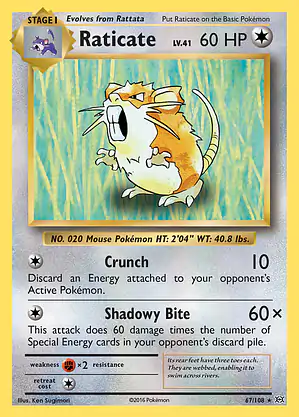 STAGE 1 Evolves from Rattata Put Raticate on the Basic Pokémon
Raticate LV.41 60 HP
NO. 020 Mouse Pokémon HT: 2'04" WT: 40.8 lbs.
Crunch 10
Discard an Energy attached to your opponent's
Active Pokémon.
Shadowy Bite 60×
This attack does 60 damage times the number of
Special Energy cards in your opponent's discard pile.
weakness ×2 resistance
retreat
cost
Its rear feet have three toes each.
They are webbed, enabling it to
swim across rivers.
Illus. Ken Sugimori ©2016 Pokémon 67/108 ★